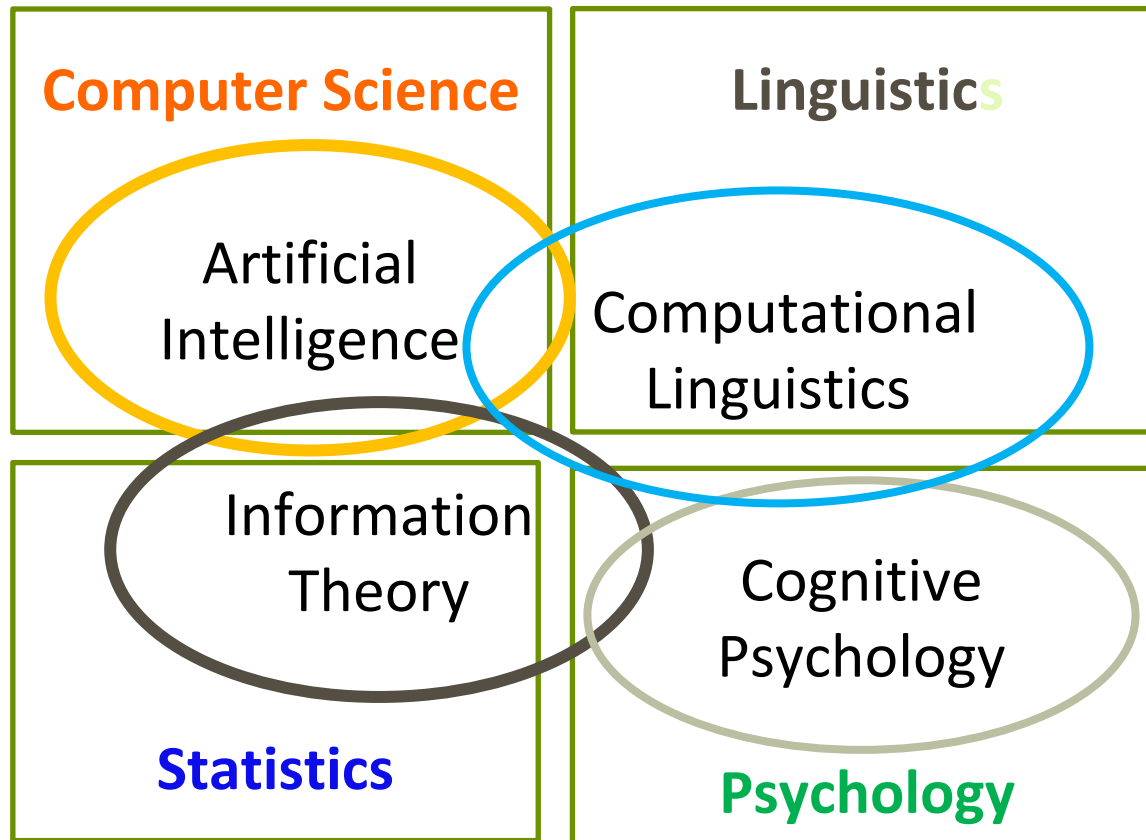 Computer Science
Linguistics
Artificial
Intelligence
Computational
Linguistics
Information
Theory
Cognitive
Psychology
Statistics
Psychology